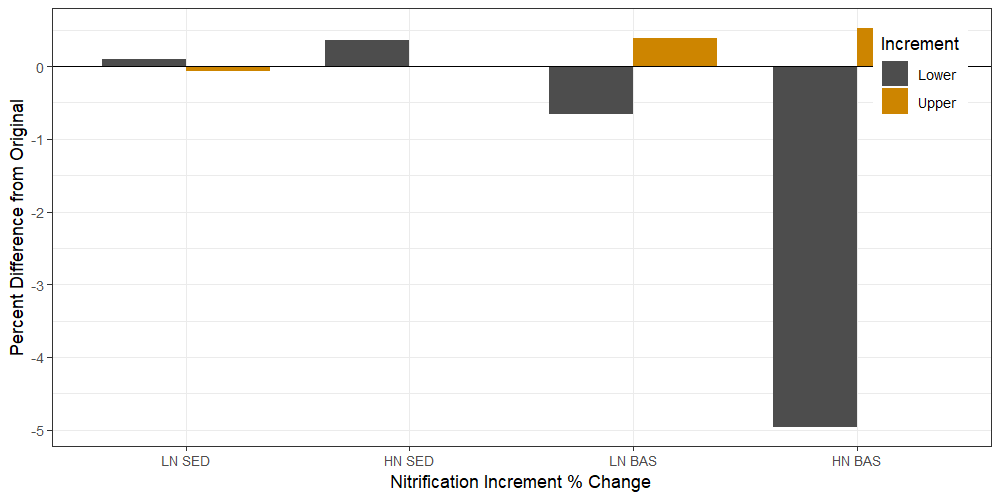 Percent Difference from Original
0
-1
-2
-3
-4
-5
Increment
Lower
Upper
LN SED
HN SED
LN BAS
HN BAS
Nitrification Increment % Change